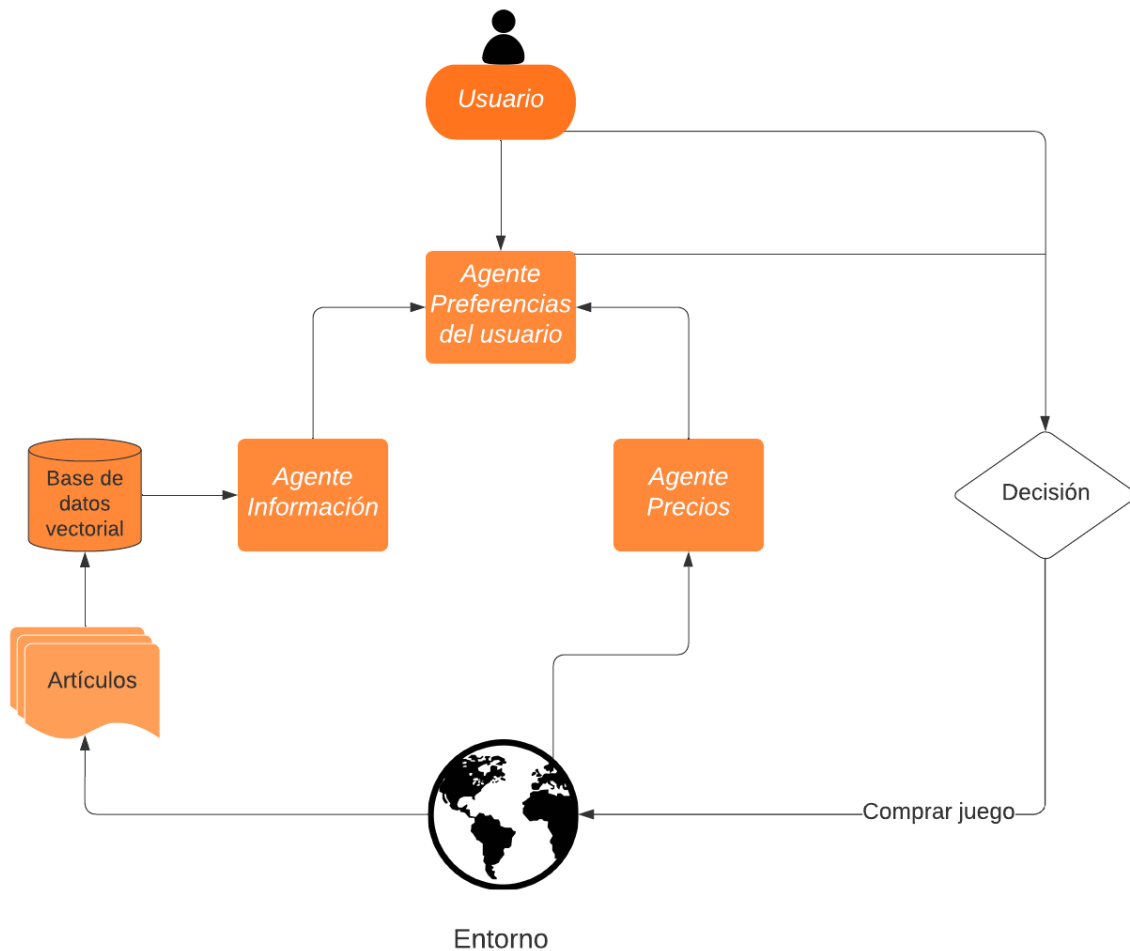 Usuario
Agente
Preferencias
del usuario
Base de
datos
vectorial
Agente
Información
Agente
Precios
Decisión
Artículos
Comprar juego
Entorno